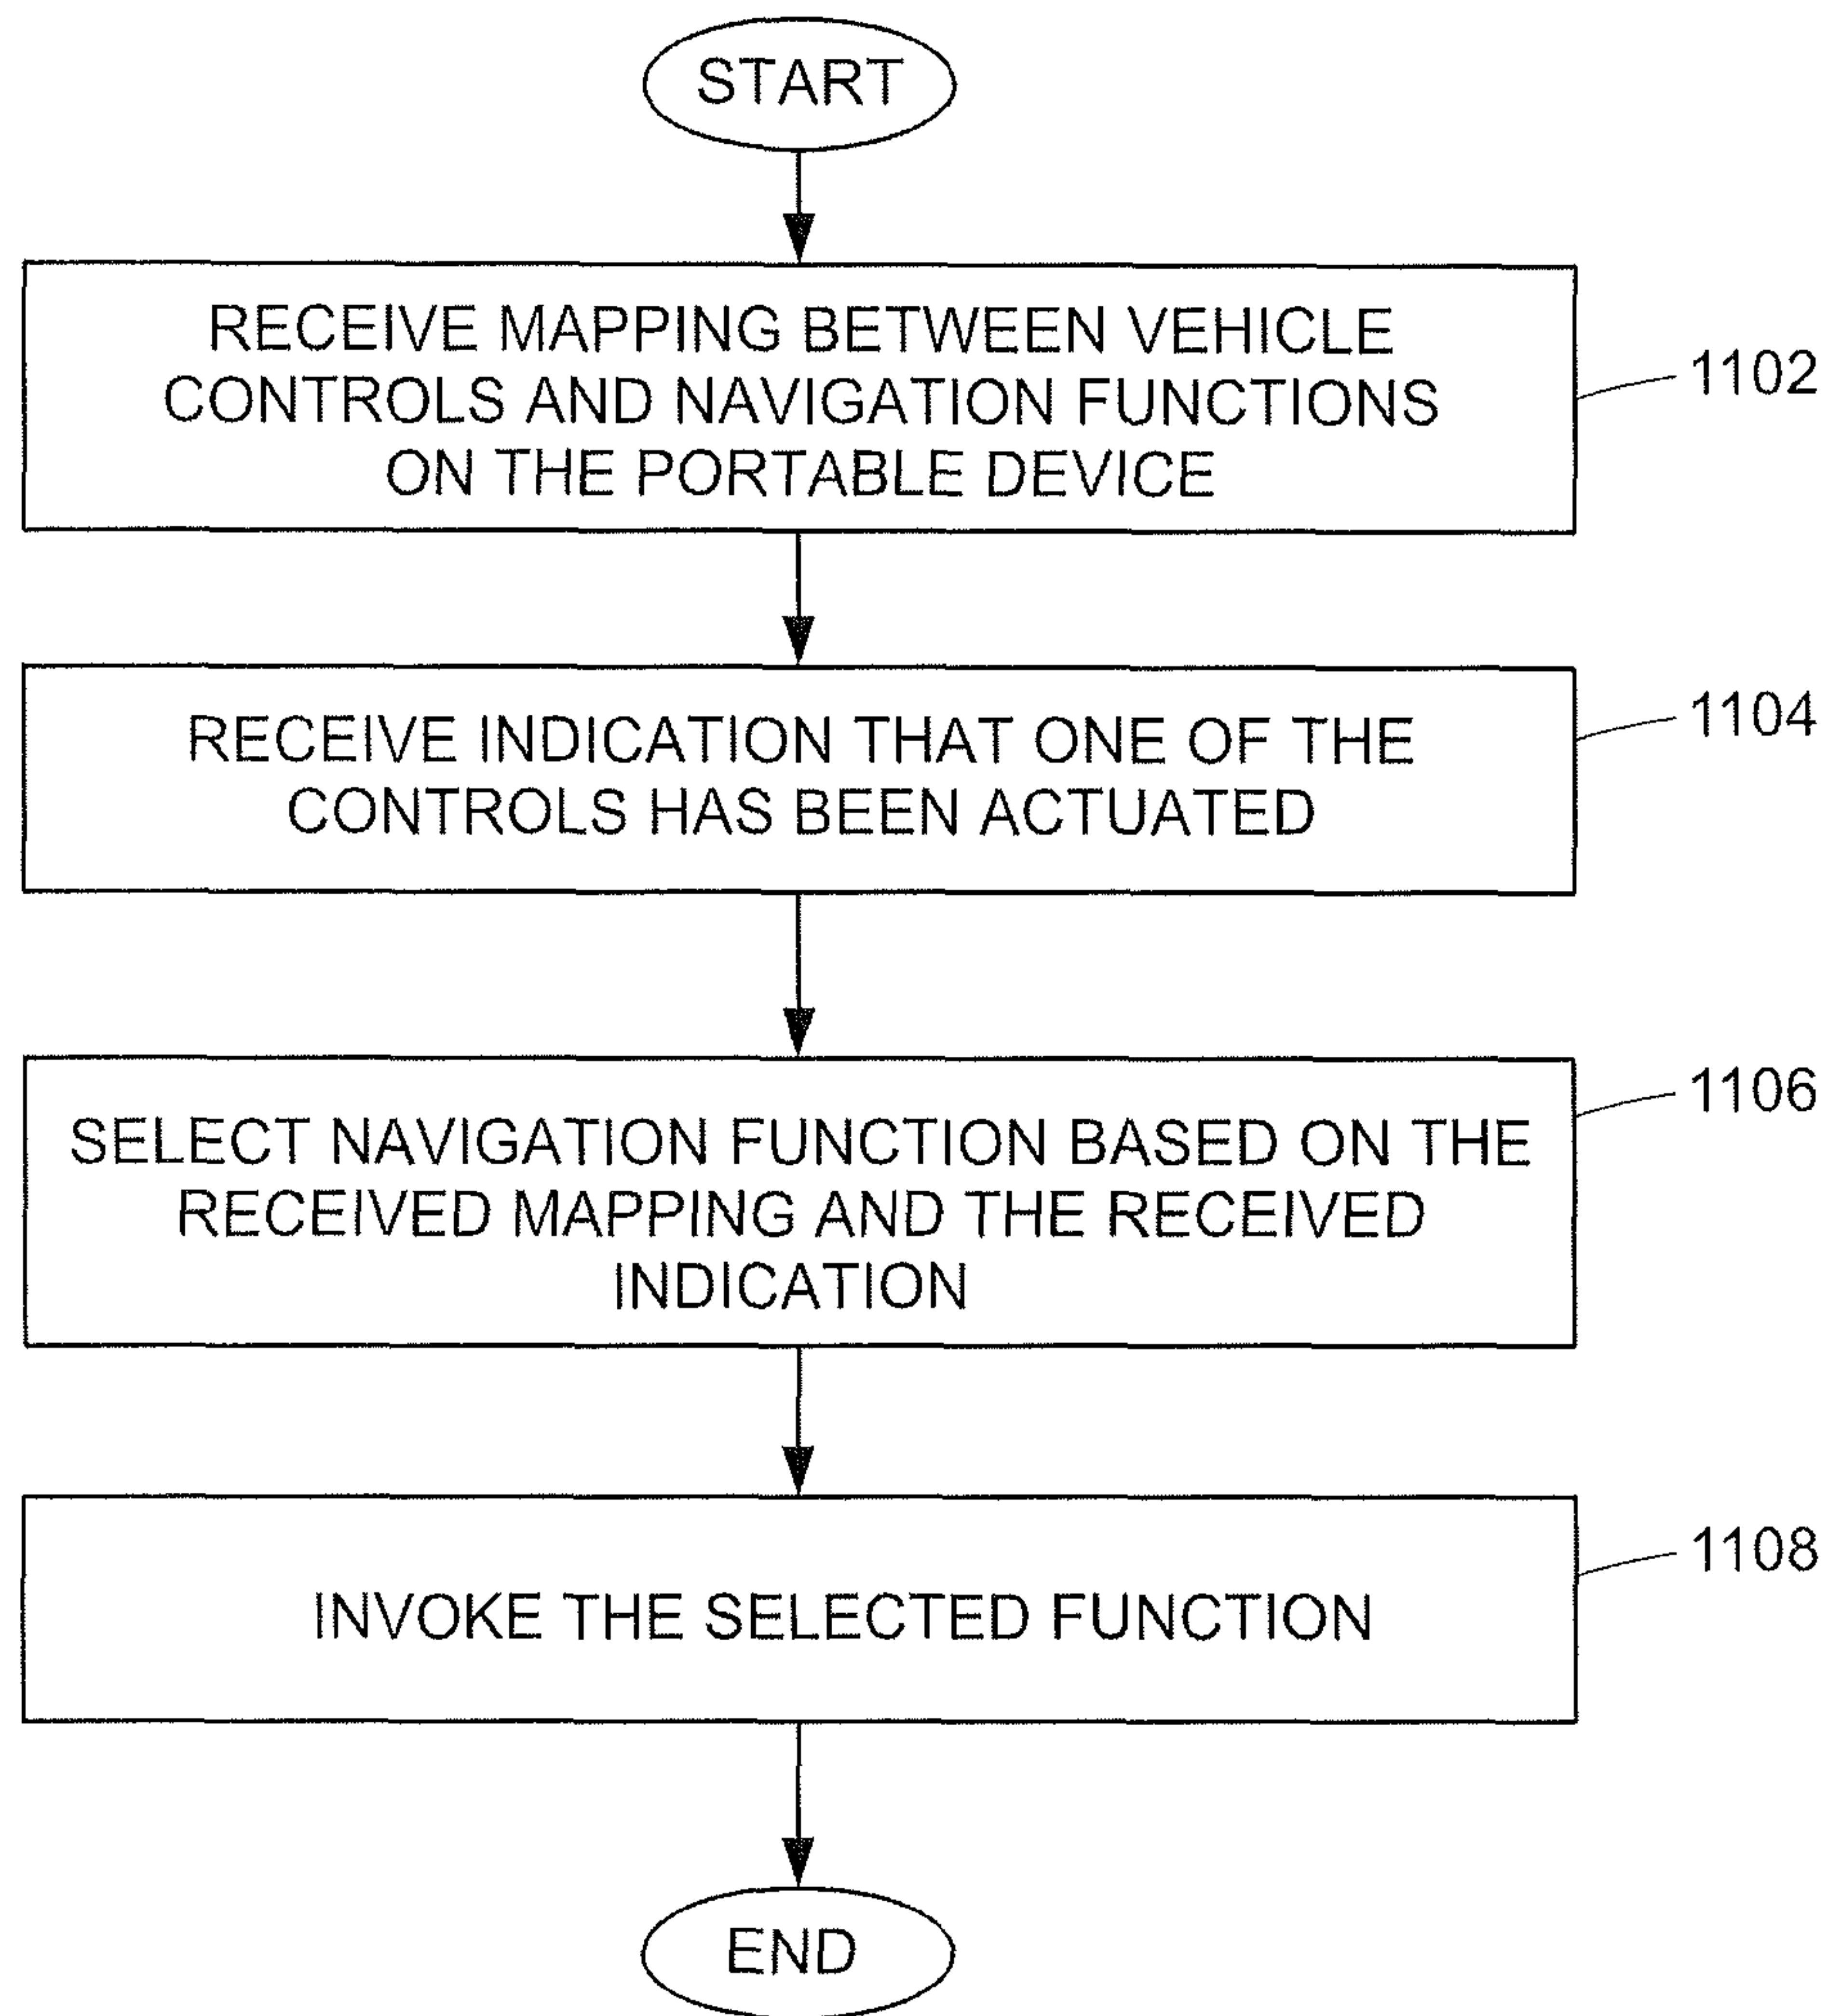 START
RECEIVE MAPPING BETWEEN VEHICLE
CONTROLS AND NAVIGATION FUNCTIONS
ON THE PORTABLE DEVICE
1102
RECEIVE INDICATION THAT ONE OF THE
CONTROLS HAS BEEN ACTUATED
1104
SELECT NAVIGATION FUNCTION BASED ON THE
RECEIVED MAPPING AND THE RECEIVED
INDICATION
1106
INVOKE THE SELECTED FUNCTION
1108
END